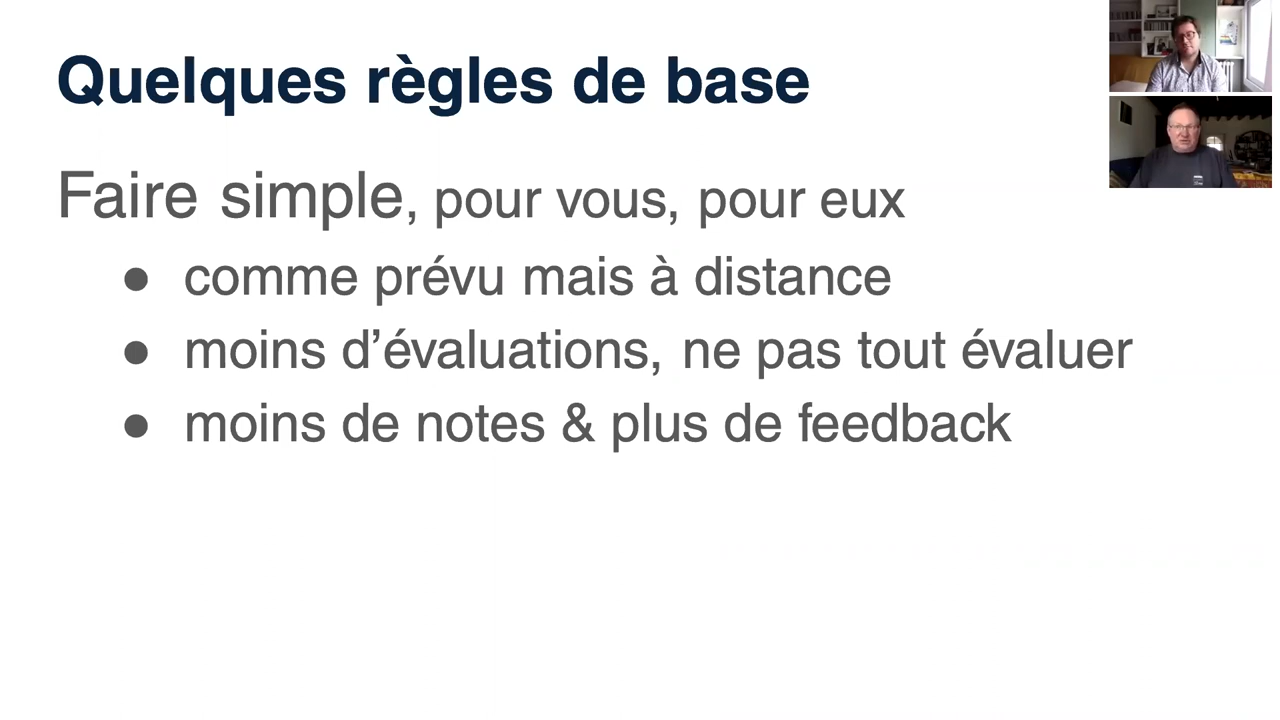 Quelques règles de base
Faire simple, pour vous, pour eux
● comme prévu mais à distance
● moins d’évaluations, ne pas tout évaluer
● moins de notes & plus de feedback